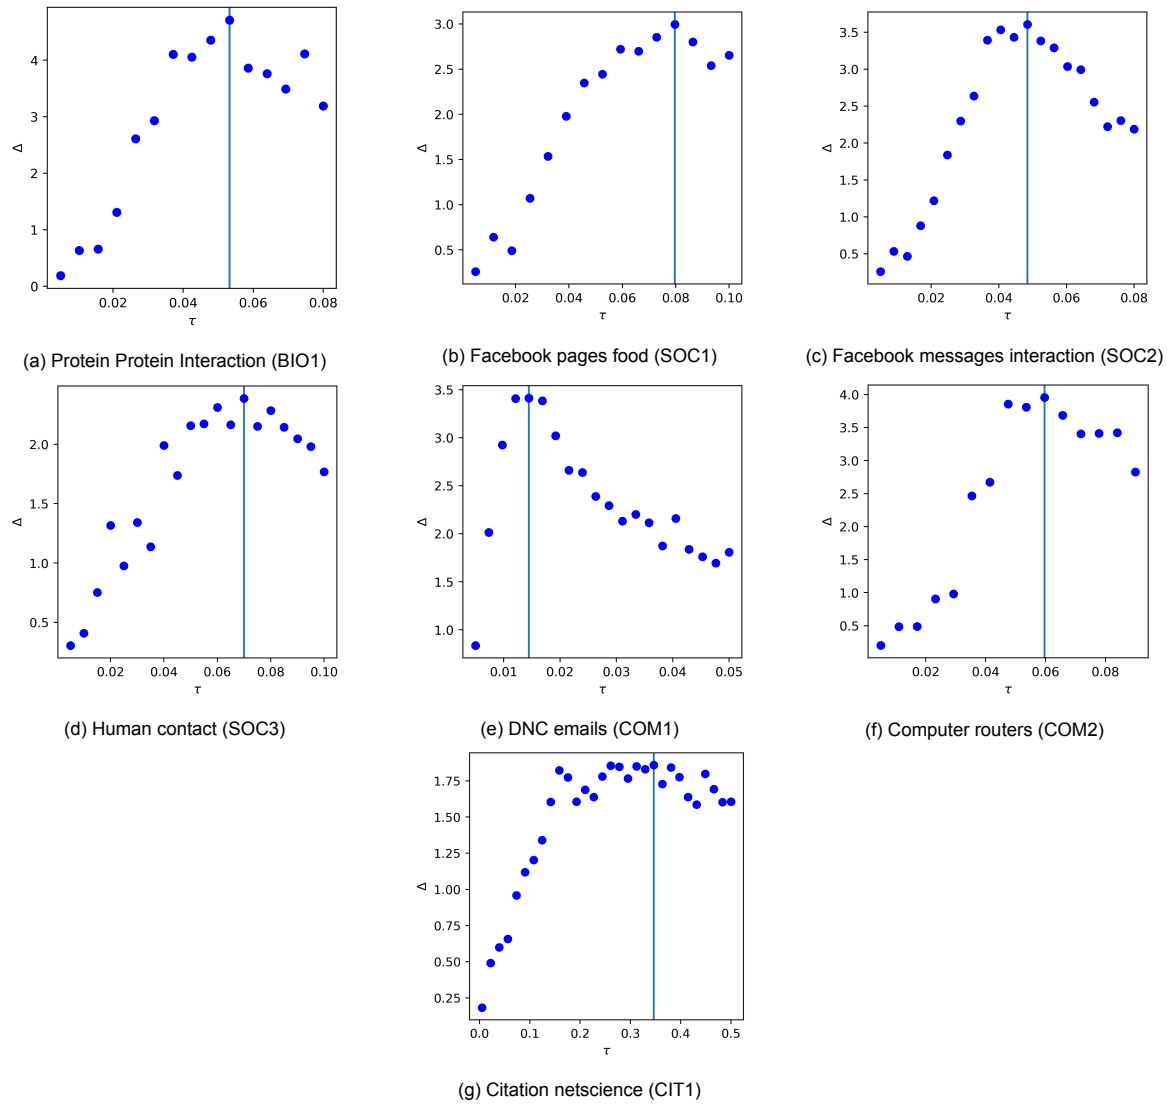 4
3
2
1
0
Δ
0.02 0.04 0.06 0.08
τ
(a) Protein Protein Interaction (BIO1)
3.0
2.5
2.0
1.5
1.0
0.5
Δ
0.02 0.04 0.06 0.08 0.10
τ
(b) Facebook pages food (SOC1)
3.5
3.0
2.5
2.0
1.5
1.0
0.5
Δ
0.02 0.04 0.06 0.08
τ
(c) Facebook messages interaction (SOC2)
2.0
1.5
1.0
0.5
Δ
0.02 0.04 0.06 0.08 0.10
τ
(d) Human contact (SOC3)
3.5
3.0
2.5
2.0
1.5
1.0
Δ
0.01 0.02 0.03 0.04 0.05
τ
(e) DNC emails (COM1)
4.0
3.5
3.0
2.5
2.0
1.5
1.0
0.5
Δ
0.02 0.04 0.06 0.08
τ
(f) Computer routers (COM2)
1.75
1.50
1.25
1.00
0.75
0.50
0.25
Δ
0.0 0.1 0.2 0.3 0.4 0.5
τ
(g) Citation netscience (CIT1)